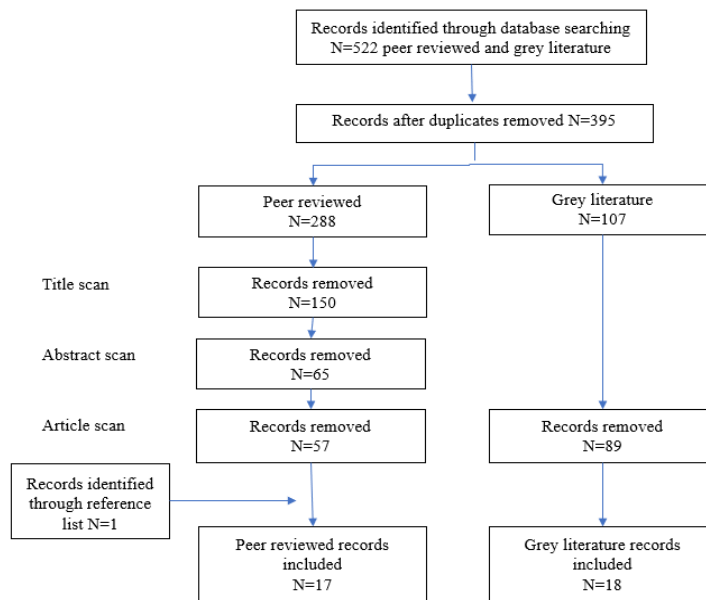 Records identified through database searching
N=522 peer reviewed and grey literature
Records after duplicates removed N=395
Peer reviewed
N=288
Grey literature
N=107
Title scan
Records removed
N=150
Abstract scan
Records removed
N=65
Article scan
Records removed
N=57
Records removed
N=89
Records identified
through reference
list N=1
Peer reviewed records
included
N=17
Grey literature records
included
N=18